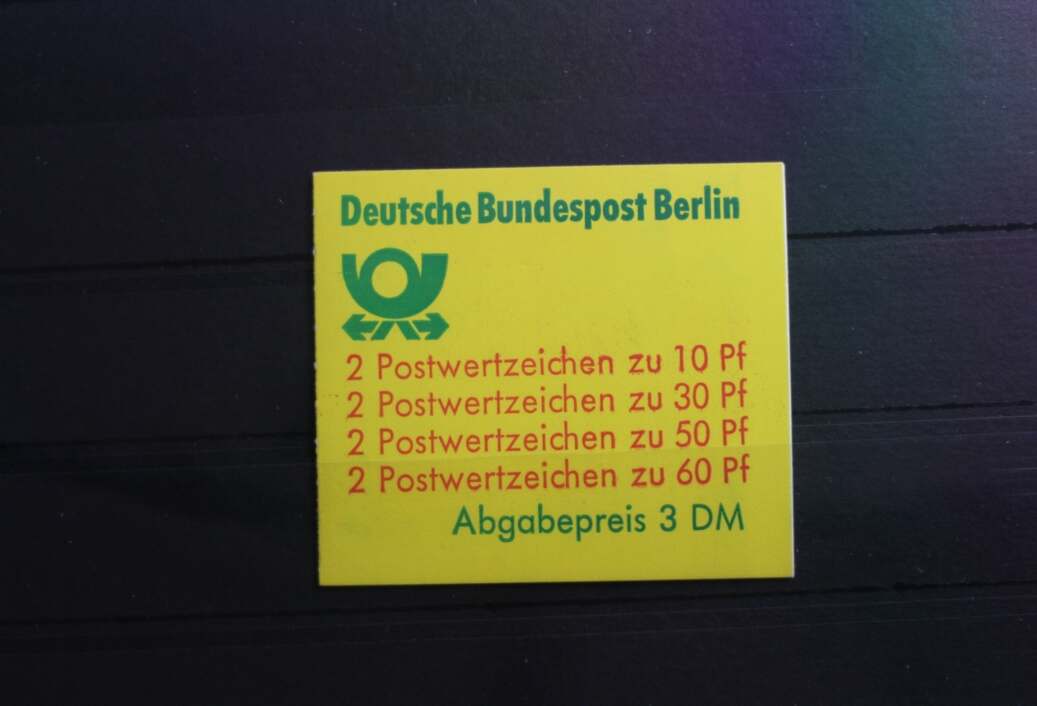 Deutsche Bundespost Berlin
2 Postwertzeichen zu 10 Pf
2 Postwertzeichen zu 30 Pf
2 Postwertzeichen zu 50 Pf
2 Postwertzeichen zu 60 Pf
Abgabepreis 3 DM